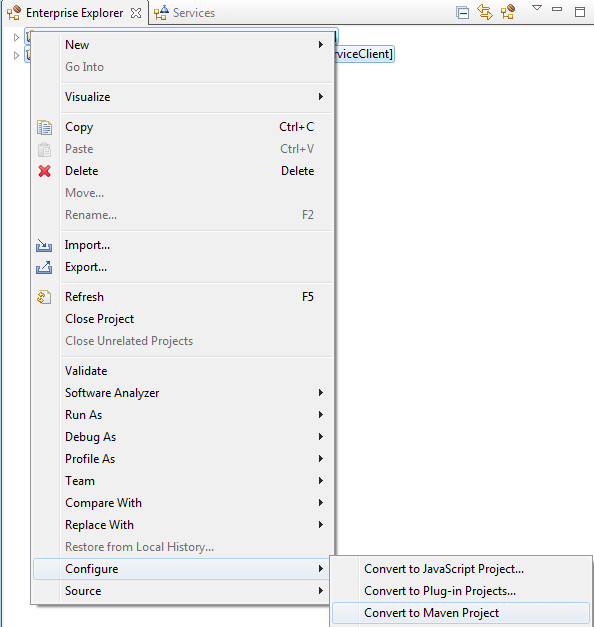 Enterprise Explorer Services
viceClient]
New
Go Into
Visualize
Copy Ctrl+C
Paste Ctrl+V
Delete Delete
Move...
Rename... F2
Import...
Export...
Refresh F5
Close Project
Close Unrelated Projects
Validate
Software Analyzer
Run As
Debug As
Profile As
Team
Compare With
Replace With
Restore from Local History...
Configure
Source
Convert to JavaScript Project...
Convert to Plug-in Projects...
Convert to Maven Project